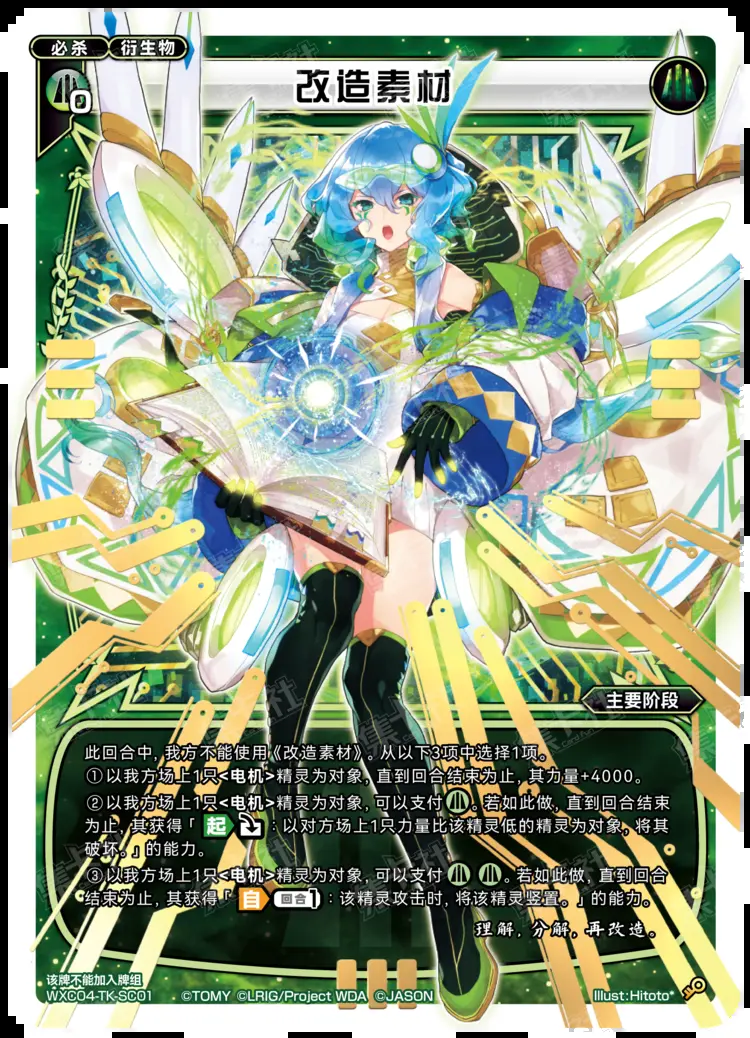 必杀 衍生物
0
改造素材
主要阶段
此回合中,我方不能使用《改造素材》。从以下3项中选择1项。
①以我方场上1只<电机>精灵为对象,直到回合结束为止,其力量+4000。
②以我方场上1只<电机>精灵为对象,可以支付 。若如此做,直到回合结束
为止,其获得「 起 :以对方场上1只力量比该精灵低的精灵为对象,将其
破坏。」的能力。
③以我方场上1只<电机>精灵为对象,可以支付 。若如此做,直到回合
结束为止,其获得「 自 回合1 :该精灵攻击时,将该精灵竖置。」的能力。
理解,分解,再改造。
该牌不能加入牌组
WXC04-TK-SC01 ©TOMY ©LRIG/Project WDA ©JASON Illust:Hitoto*